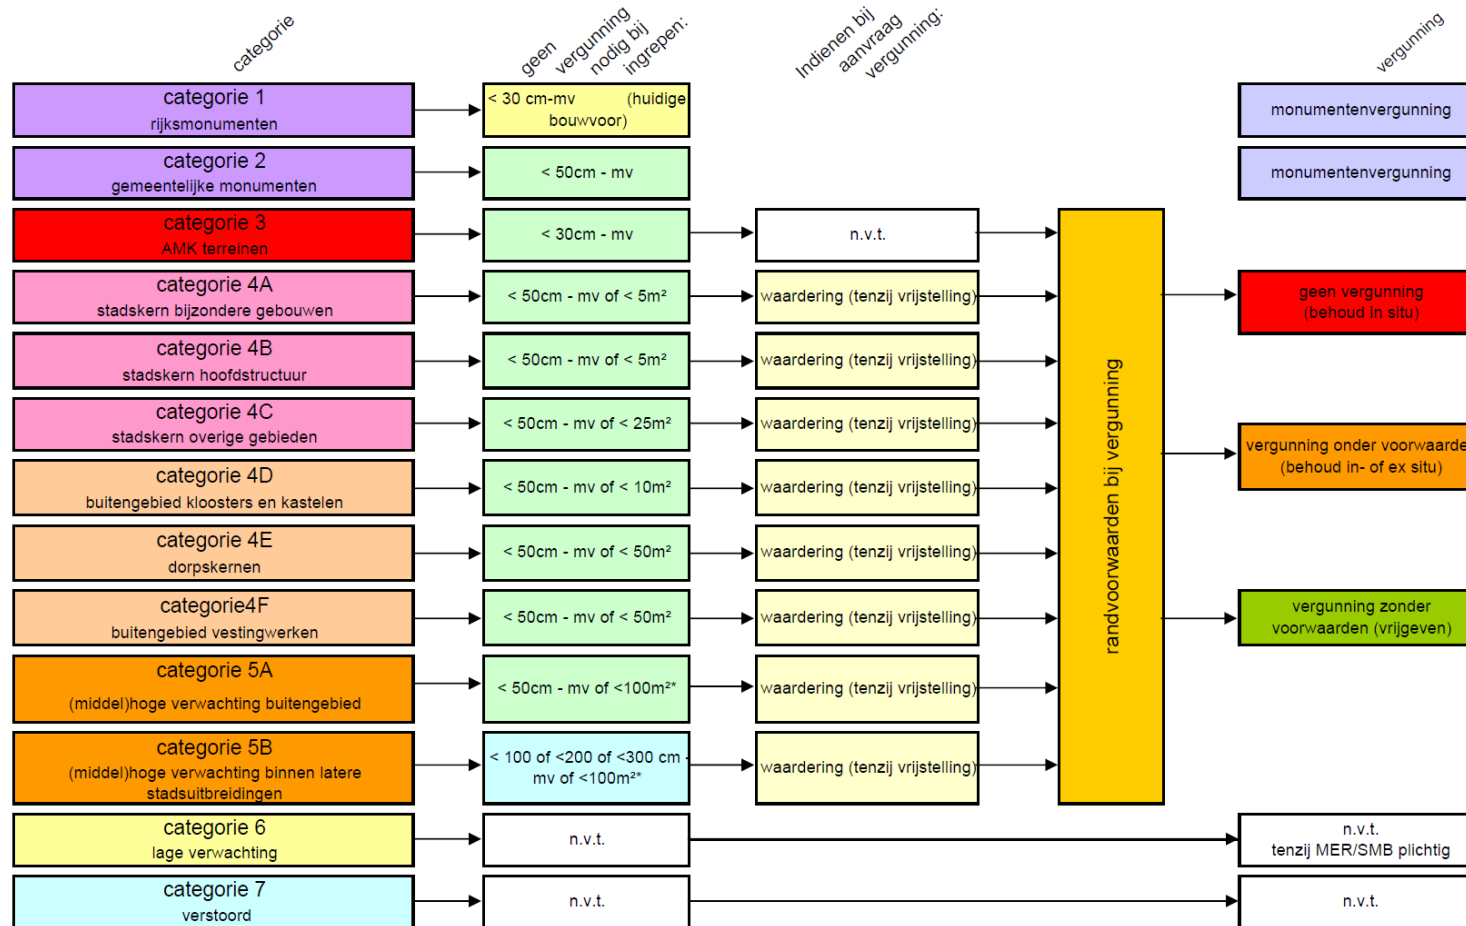 categorie
geen
vergunning
nodig bij
ingrepen:
Indienen bij
aanvraag
vergunning:
vergunning
categorie 1
rijksmonumenten
< 30 cm-mv (huidige
bouwvoor)
monumentenvergunning
categorie 2
gemeentelijke monumenten
< 50cm - mv
monumentenvergunning
categorie 3
AMK terreinen
< 30cm - mv
n.v.t.
categorie 4A
stadskern bijzondere gebouwen
< 50cm - mv of < 5m²
waardering (tenzij vrijstelling)
geen vergunning
(behoud in situ)
categorie 4B
stadskern hoofdstructuur
< 50cm - mv of < 5m²
waardering (tenzij vrijstelling)
randvoorwaarden bij vergunning
categorie 4C
stadskern overige gebieden
< 50cm - mv of < 25m²
waardering (tenzij vrijstelling)
vergunning onder voorwaarde
(behoud in- of ex situ)
categorie 4D
buitengebied kloosters en kastelen
< 50cm - mv of < 10m²
waardering (tenzij vrijstelling)
categorie 4E
dorpskernen
< 50cm - mv of < 50m²
waardering (tenzij vrijstelling)
categorie4F
buitengebied vestingwerken
< 50cm - mv of < 50m²
waardering (tenzij vrijstelling)
vergunning zonder
voorwaarden (vrijgeven)
categorie 5A
(middel)hoge verwachting buitengebied
< 50cm - mv of <100m²*
waardering (tenzij vrijstelling)
categorie 5B
(middel)hoge verwachting binnen latere
stadsuitbreidingen
< 100 of <200 of <300 cm -
mv of <100m²*
waardering (tenzij vrijstelling)
categorie 6
lage verwachting
n.v.t.
n.v.t.
tenzij MER/SMB plichtig
categorie 7
verstoord
n.v.t.
n.v.t.